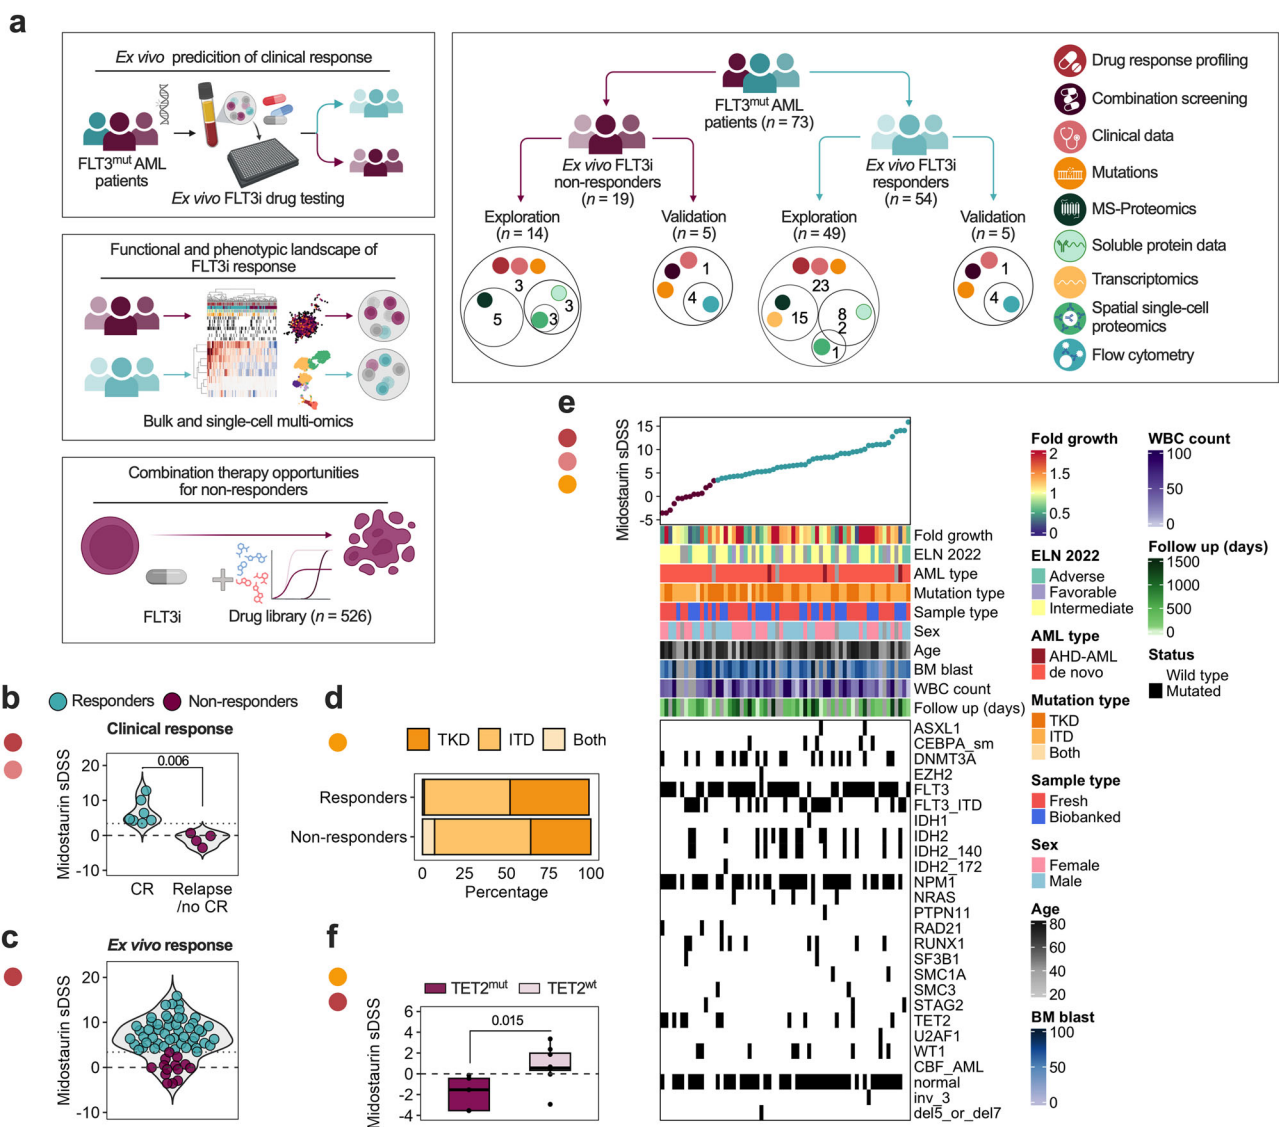 a
Ex vivo predicition of clinical response
FLT3mut AML
patients
Ex vivo FLT3i drug testing
Functional and phenotypic landscape of
FLT3i response
Bulk and single-cell multi-omics
Combination therapy opportunities
for non-responders
FLT3i
Drug library (n = 526)
FLT3mut AML
patients (n = 73)
Ex vivo FLT3i
non-responders
(n = 19)
Ex vivo FLT3i
responders
(n = 54)
Exploration
(n = 14)
Validation
(n = 5)
Exploration
(n = 49)
Validation
(n = 5)
3
5
3
3
1
4
23
15
8
2
1
1
4
Drug response profiling
Combination screening
Clinical data
Mutations
MS-Proteomics
Soluble protein data
Transcriptomics
Spatial single-cell
proteomics
Flow cytometry
b
Responders
Non-responders
Clinical response
Midostaurin sDSS
20
10
0
-10
0.006
CR
Relapse
/no CR
c
Ex vivo response
Midostaurin sDSS
20
10
0
-10
d
TKD
ITD
Both
Responders
Non-responders
0
25
50
75
100
Percentage
f
TET2mut
TET2wt
Midostaurin sDSS
6
4
2
0
-2
-4
0.015
e
Midostaurin sDSS
15
10
5
0
-5
Fold growth
ELN 2022
AML type
Mutation type
Sample type
Sex
Age
BM blast
WBC count
Follow up (days)
ASXL1
CEBPA_sm
DNMT3A
EZH2
FLT3
FLT3_ITD
IDH1
IDH2
IDH2_140
IDH2_172
NPM1
NRAS
PTPN11
RAD21
RUNX1
SF3B1
SMC1A
SMC3
STAG2
TET2
U2AF1
WT1
CBF_AML
normal
inv_3
del5_or_del7
Fold growth
2
1.5
1
0.5
0
ELN 2022
Adverse
Favorable
Intermediate
AML type
AHD-AML
de novo
Mutation type
TKD
ITD
Both
Sample type
Fresh
Biobanked
Sex
Female
Male
Age
80
60
40
20
BM blast
100
50
0
WBC count
100
50
0
Follow up (days)
1500
1000
500
0
Status
Wild type
Mutated